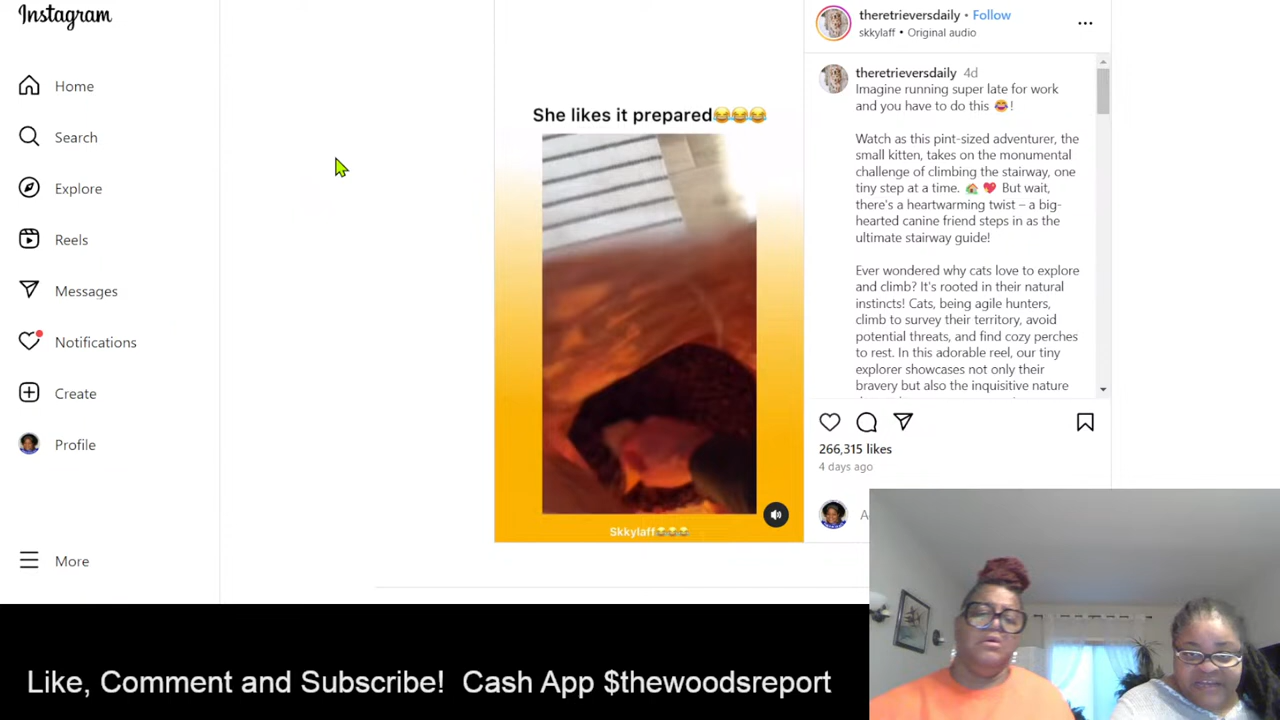 Instagram
Home
Search
Explore
Reels
Messages
Notifications
Create
Profile
More
She likes it prepared😂😂😂
Skkylaff😂😂😂
theretrieversdaily • Follow
skkylaff • Original audio
theretrieversdaily 4d
Imagine running super late for work
and you have to do this 😂!
Watch as this pint-sized adventurer, the
small kitten, takes on the monumental
challenge of climbing the stairway, one
tiny step at a time. 🏠 💖 But wait,
there's a heartwarming twist – a big-
hearted canine friend steps in as the
ultimate stairway guide!
Ever wondered why cats love to explore
and climb? It's rooted in their natural
instincts! Cats, being agile hunters,
climb to survey their territory, avoid
potential threats, and find cozy perches
to rest. In this adorable reel, our tiny
explorer showcases not only their
bravery but also the inquisitive nature
266,315 likes
4 days ago
Like, Comment and Subscribe! Cash App $thewoodsreport